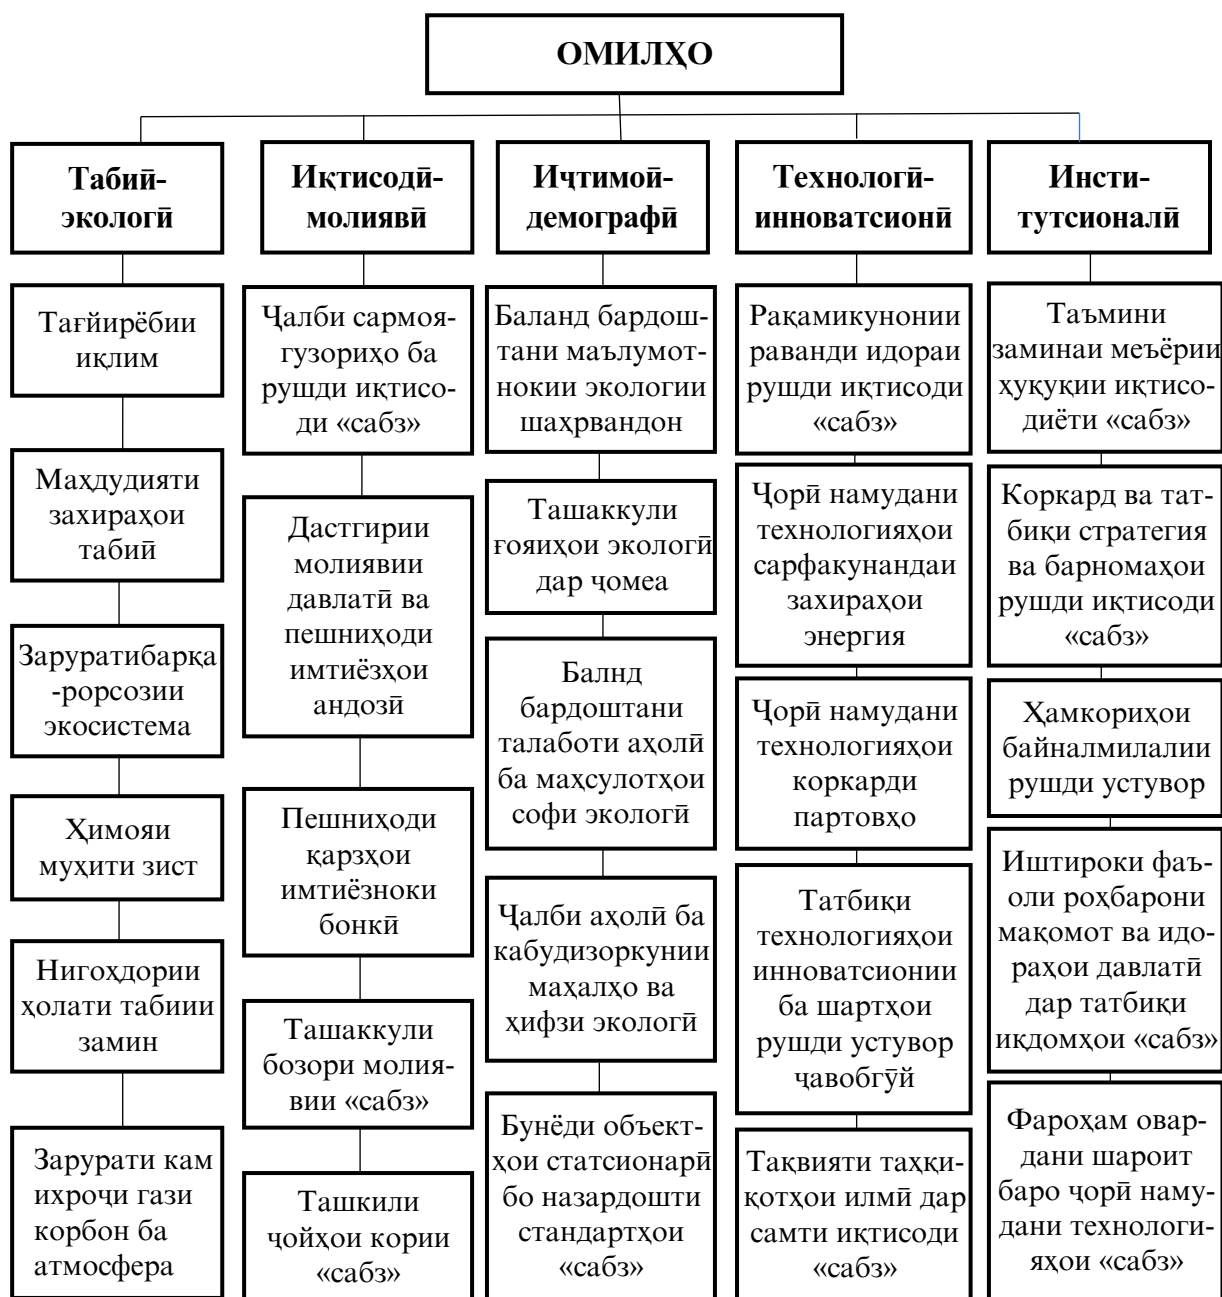 ОМИЛҲО
Табиӣ-
экологӣ
Тағйирёбии
иқлим
Маҳдудияти
захираҳои
табиӣ
Заруратибарқа
-рорсозии
экосистема
Ҳимояи
муҳити зист
Нигоҳдории
ҳолати табиии
замин
Зарурати кам
ихроҷи гази
корбон ба
атмосфера
Иқтисодӣ-
молиявӣ
Ҷалби сармоя-
гузориҳо ба
рушди иқтисо-
ди «сабз»
Дастгирии
молиявии
давлатӣ ва
пешниҳоди
имтиёзҳои
андозӣ
Пешниҳоди
қарзҳои
имтиёзноки
бонкӣ
Ташаккули
бозори молия-
вии «сабз»
Ташкили
ҷойҳои кории
«сабз»
Иҷтимоӣ-
демографӣ
Баланд бардош-
тани маълумот-
нокии экологии
шаҳрвандон
Ташаккули
ғояиҳои экологӣ
дар ҷомеа
Балнд
бардоштани
талаботи аҳолӣ
ба маҳсулотҳои
софи экологӣ
Ҷалби аҳолӣ ба
кабудизоркунии
маҳалҳо ва
ҳифзи экологӣ
Бунёди объект-
ҳои статсионарӣ
бо назардошти
стандартҳои
«сабз»
Технологӣ-
инноватсионӣ
Рақамикунонии
раванди идораи
рушди иқтисоди
«сабз»
Ҷорӣ намудани
технологияҳои
сарфакунандаи
захираҳои
энергия
Ҷорӣ намудани
технологияҳои
коркарди
партовҳо
Татбиқи
технологияҳои
инноватсионии
ба шартҳои
рушди устувор
ҷавобгӯй
Тақвияти таҳқи-
қотҳои илмӣ дар
самти иқтисоди
«сабз»
Инсти-
тутсионалӣ
Таъмини
заминаи меъёрии
ҳуқуқии иқтисо-
диёти «сабз»
Коркард ва тат-
биқи стратегия
ва барномаҳои
рушди иқтисоди
«сабз»
Ҳамкориҳои
байналмилалии
рушди устувор
Иштироки фаъ-
оли роҳбарони
мақомот ва идо-
раҳои давлатӣ
дар татбиқи
иқдомҳои «сабз»
Фароҳам овар-
дани шароит
баро ҷорӣ наму-
дани технологи-
яҳои «сабз»